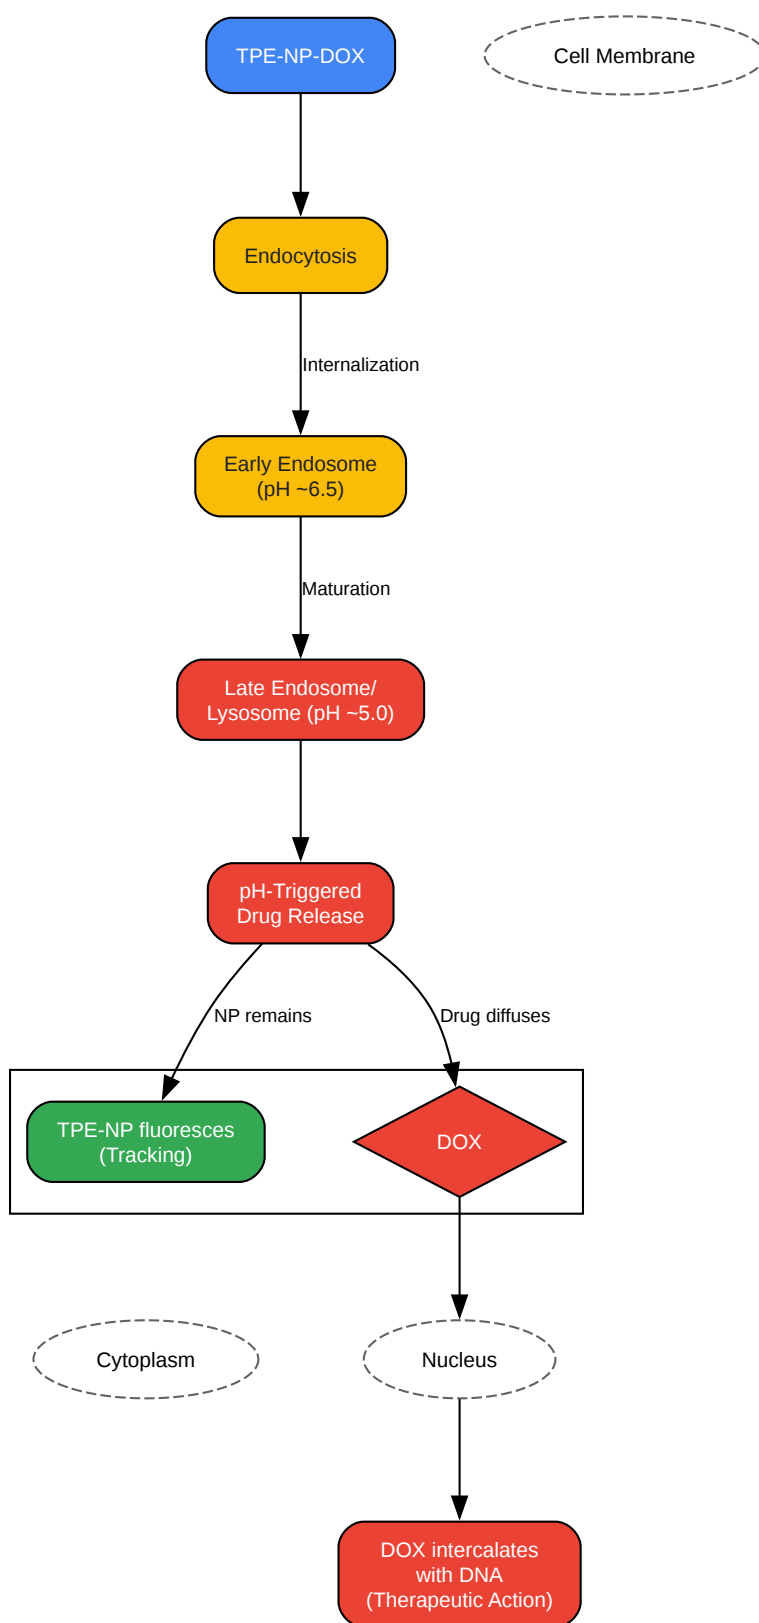 TPE-NP-DOX
Cell Membrane
Endocytosis
Internalization
Early Endosome
(pH ~6.5)
Maturation
Late Endosome/
Lysosome (pH ~5.0)
pH-Triggered
Drug Release
NP remains
Drug diffuses
TPE-NP fluoresces
(Tracking)
DOX
Cytoplasm
Nucleus
DOX intercalates
with DNA
(Therapeutic Action)